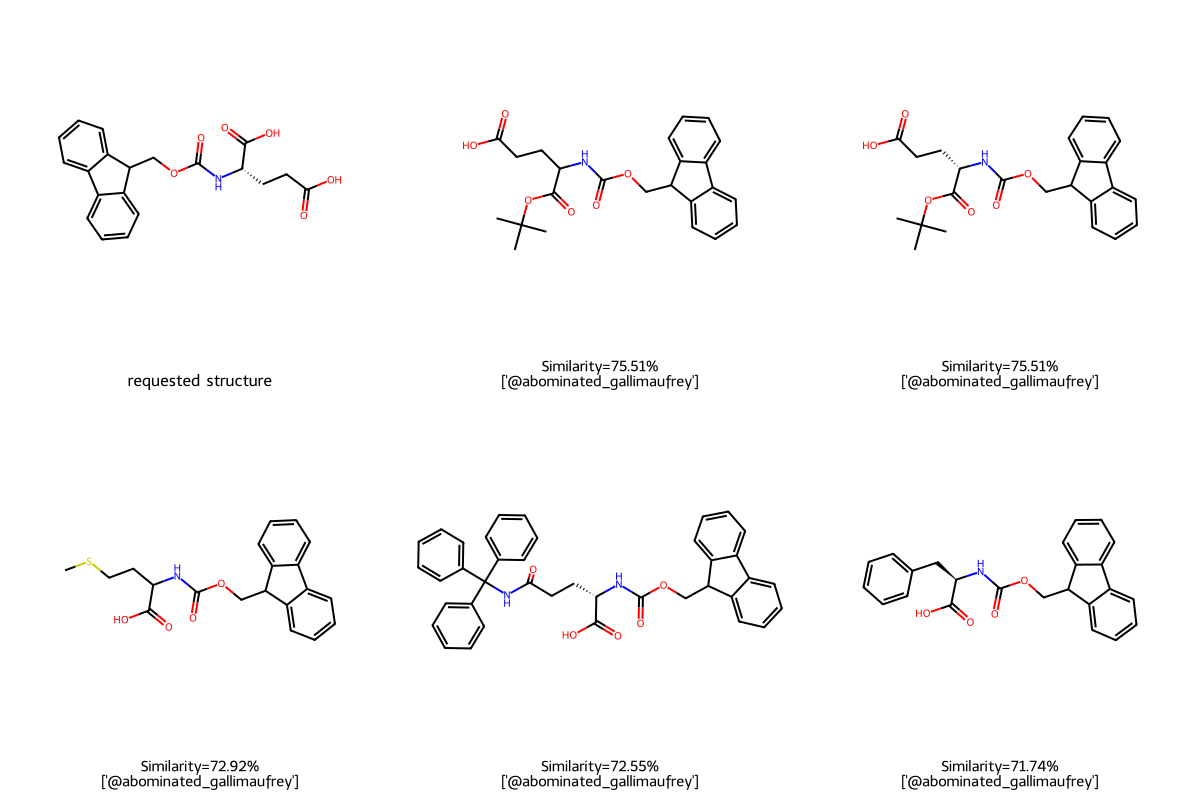 O
OH
O
O
N
H
OH
O
O
HO
H
N
O
O
O
O
O
HO
H
N
O
O
O
O
requested structure
Similarity=75.51%
['@abominated_gallimaufrey']
Similarity=75.51%
['@abominated_gallimaufrey']
S
H
N
O
O
HO
O
O
N
H
H
N
O
O
HO
O
H
N
O
O
HO
O
Similarity=72.92%
['@abominated_gallimaufrey']
Similarity=72.55%
['@abominated_gallimaufrey']
Similarity=71.74%
['@abominated_gallimaufrey']